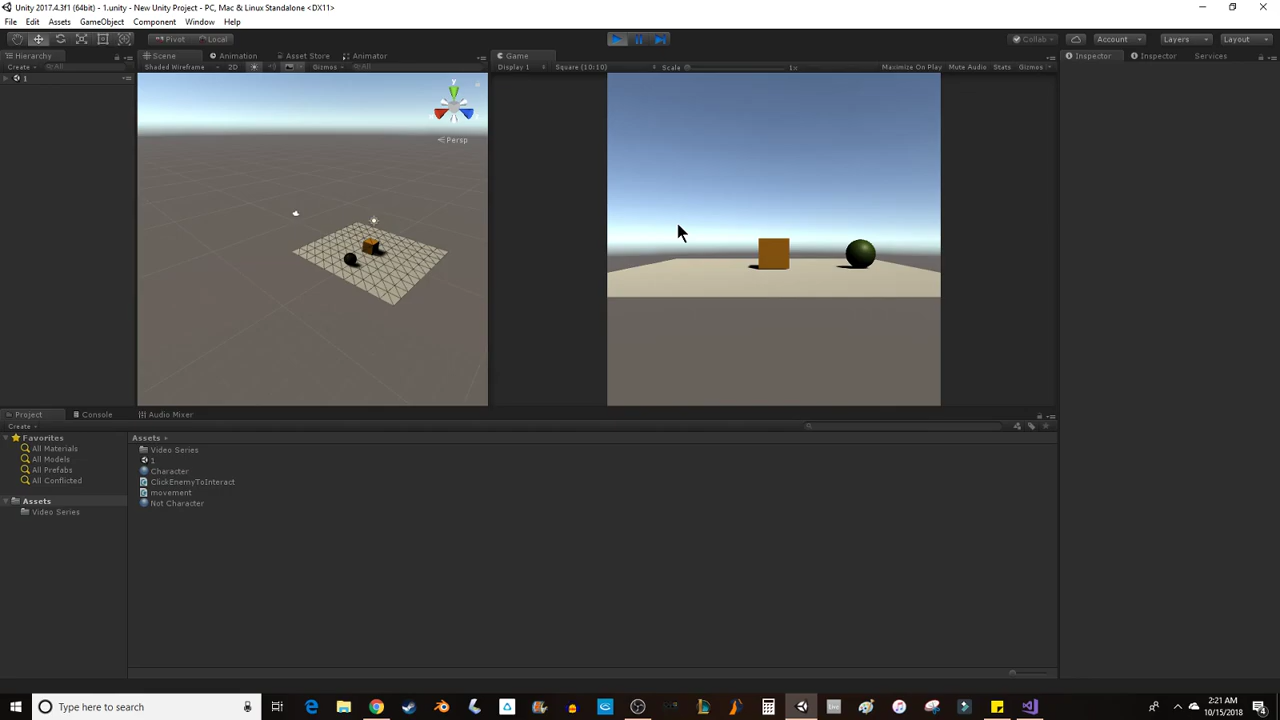 Unity 2017.4.3f1 (64bit) - 1.unity - New Unity Project - PC, Mac & Linux Standalone <DX11>
File Edit Assets GameObject Component Window Help
Pivot Local Collab Account Layers Layout
Hierarchy Scene Animation Asset Store Animator Game Inspector Inspector Services
Create All Shaded Wireframe 2D Gizmos All Display 1 Square (10:10) Scale 1x Maximize On Play Mute Audio Stats Gizmos
1
y
Persp
Project Console Audio Mixer
Create
Favorites
All Materials
All Models
All Prefabs
All Conflicted
Assets
Video Series
Assets
Video Series
1
Character
ClickEnemyToInteract
movement
Not Character
Type here to search
2:21 AM
10/15/2018